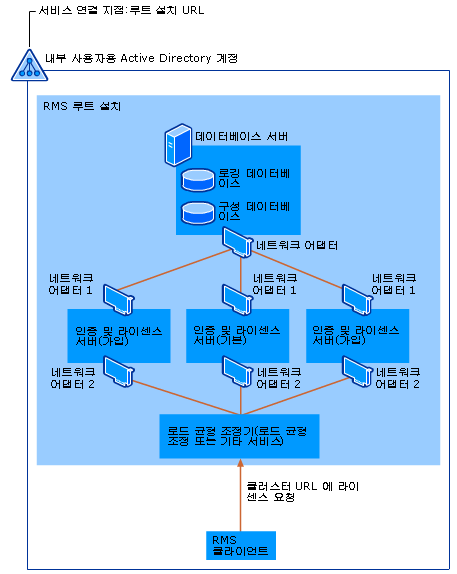 서비스 연결 지점:루트 설치 URL
내부 사용자용 Active Directory 계정
RMS 루트 설치
데이터베이스 서버
로깅 데이터베
이스
구성 데이터베
이스
네트워크 어댑터
네트워크
어댑터 1
네트워크
어댑터 1
네트워크
어댑터 1
인증 및 라이센스
서버(가입)
인증 및 라이센스
서버(기본)
인증 및 라이센스
서버(가입)
네트워크
어댑터 2
네트워크
어댑터 2
네트워크
어댑터 2
로드 균형 조정기(로드 균형
조정 또는 기타 서비스)
클러스터 URL 에 라이
센스 요청
RMS
클라이언트